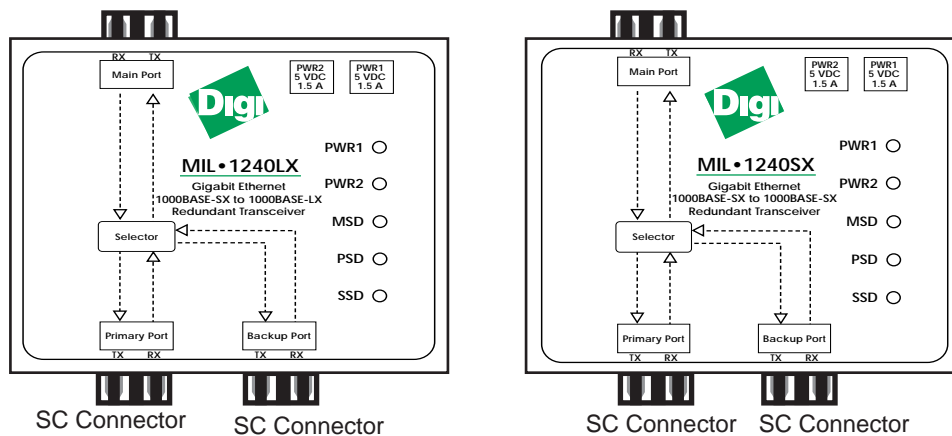 RX TX
Main Port
PWR2
5 VDC
1.5 A
PWR1
5 VDC
1.5 A
Digi
MIL•1240LX
Gigabit Ethernet
1000BASE-SX to 1000BASE-LX
Redundant Transceiver
PWR1
PWR2
MSD
PSD
SSD
Selector
Primary Port
TX RX
Backup Port
TX RX
SC Connector
SC Connector
RX TX
Main Port
PWR2
5 VDC
1.5 A
PWR1
5 VDC
1.5 A
Digi
MIL•1240SX
Gigabit Ethernet
1000BASE-SX to 1000BASE-SX
Redundant Transceiver
PWR1
PWR2
MSD
PSD
SSD
Selector
Primary Port
TX RX
Backup Port
TX RX
SC Connector
SC Connector